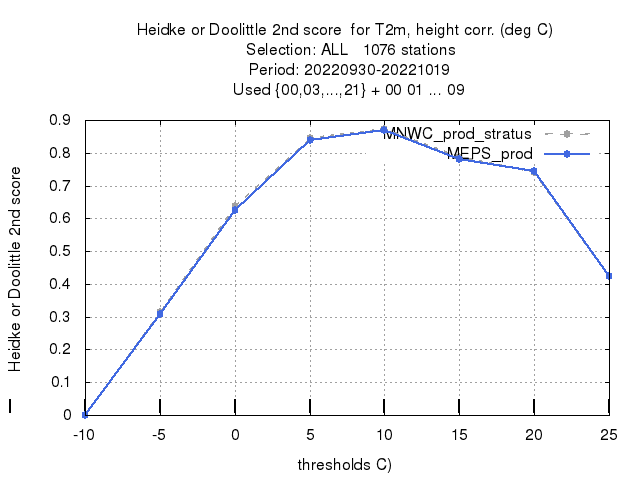 Heidke or Doolittle 2nd score  for T2m, height corr. (deg C)
Selection: ALL   1076 stations
Period: 20220930-20221019
Used {00,03,...,21} + 00 01 ... 09
MNWC_prod_stratus
MEPS_prod
Heidke or Doolittle 2nd score
0.9
0.8
0.7
0.6
0.5
0.4
0.3
0.2
0.1
0
-10 -5 0 5 10 15 20 25
thresholds C)